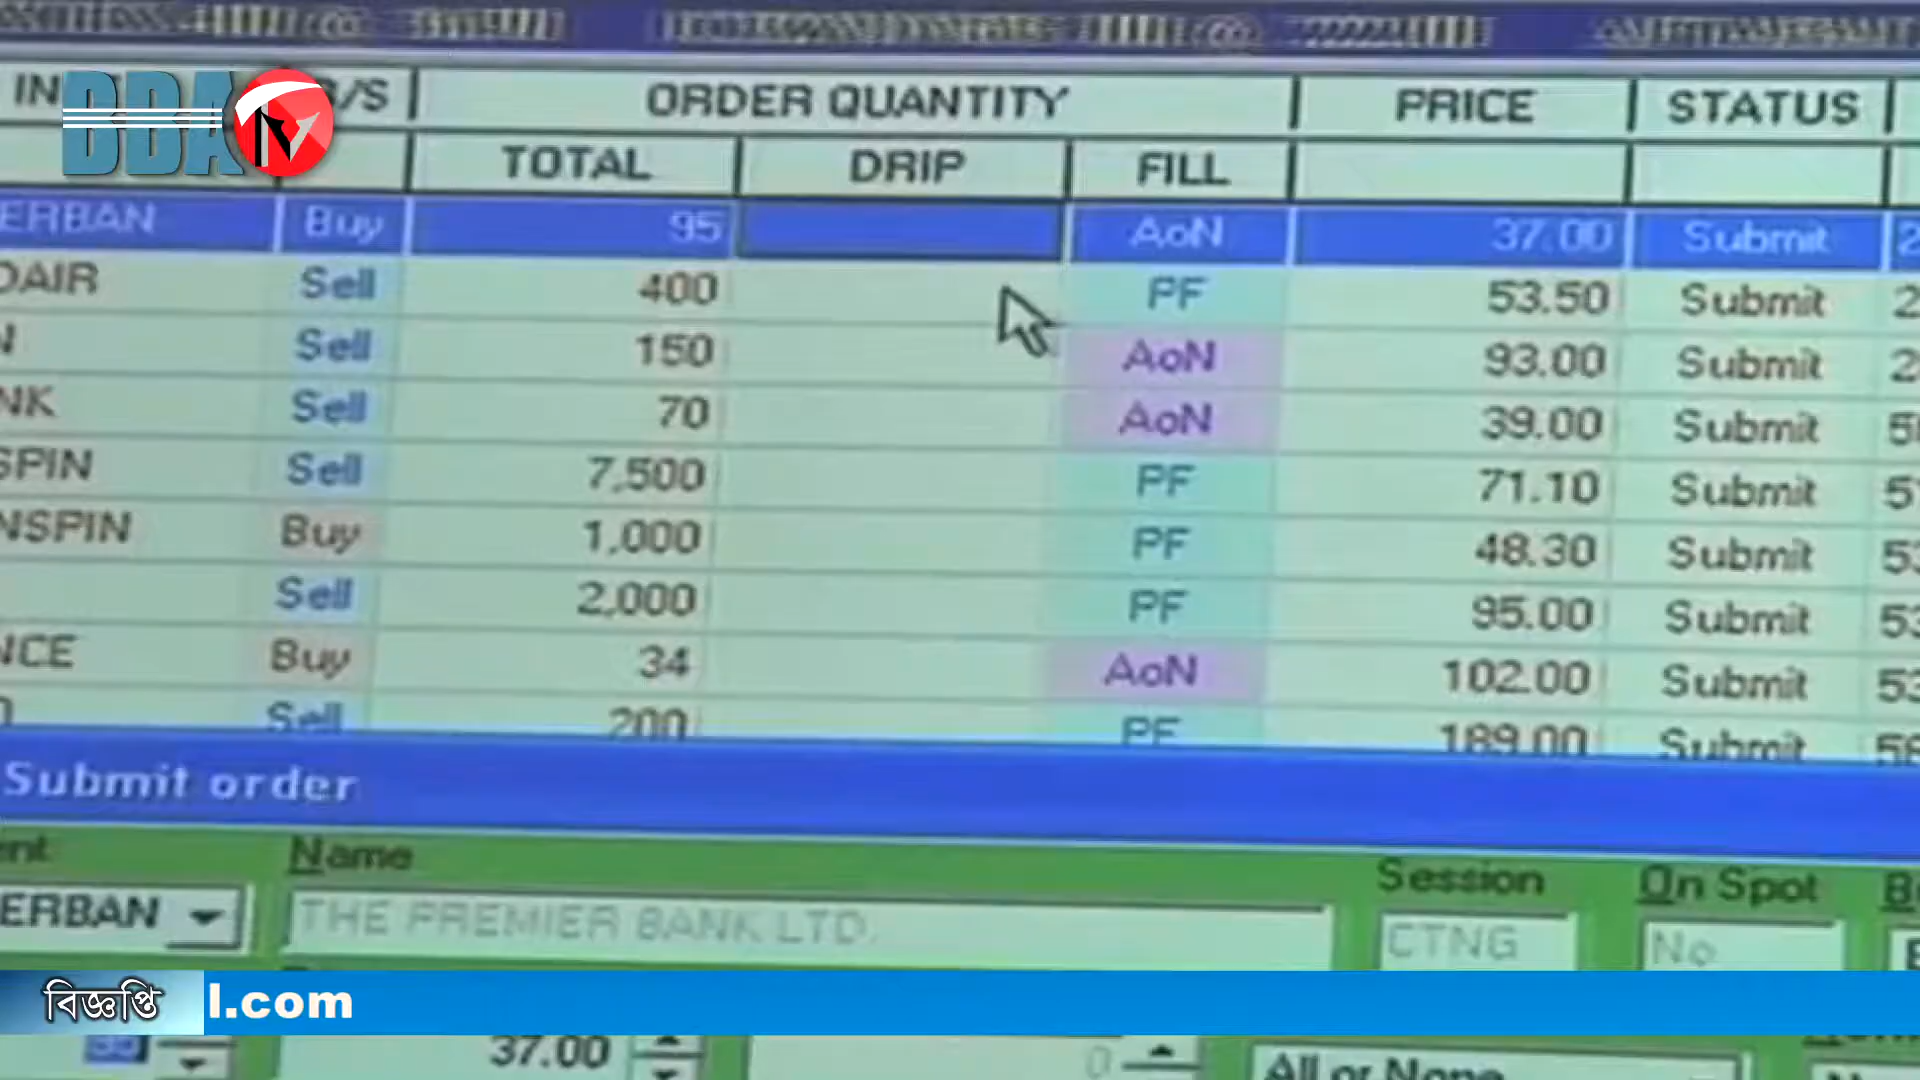 DDA TV
B/S ORDER QUANTITY PRICE STATUS
TOTAL DRIP FILL
ERBAN Buy 95 AoN 37.00 Submit
DAIR Sell 400 PF 53.50 Submit
N Sell 150 AoN 93.00 Submit
NK Sell 70 AoN 39.00 Submit
SPIN Sell 7,500 PF 71.10 Submit
NSPIN Buy 1,000 PF 48.30 Submit
Sell 2,000 PF 95.00 Submit
NCE Buy 34 AoN 102.00 Submit
Sell 200 PF 189.00 Submit
Submit order
Name Session On Spot
ERBAN THE PREMIER BANK LTD. CTNG No
বিজ্ঞপ্তি l.com
95 37.00 0 All or None